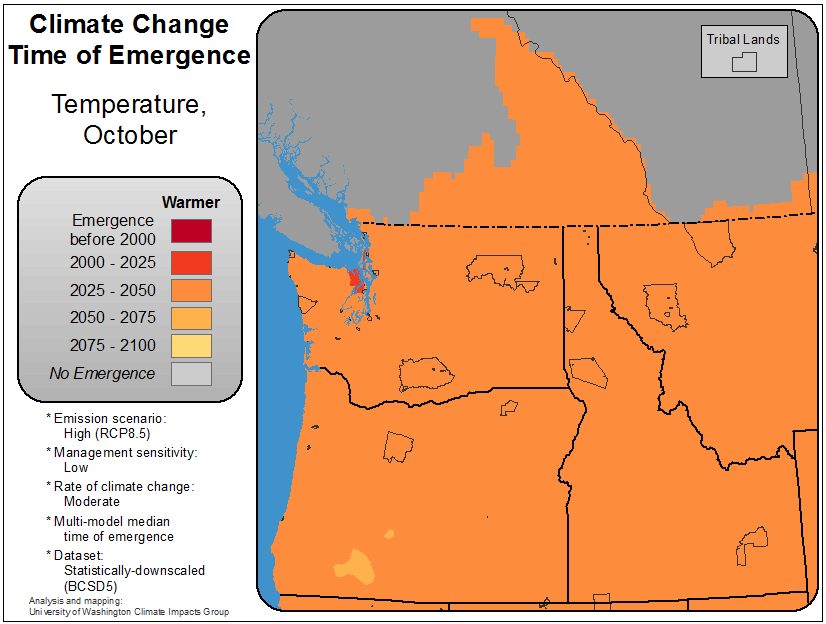 Climate Change
Time of Emergence
Temperature,
October
Warmer
Emergence
before 2000
2000 - 2025
2025 - 2050
2050 - 2075
2075 - 2100
No Emergence
* Emission scenario:
High (RCP8.5)
* Management sensitivity:
Low
* Rate of climate change:
Moderate
* Multi-model median
time of emergence
* Dataset:
Statistically-downscaled
(BCSD5)
Analysis and mapping:
University of Washington Climate Impacts Group
Tribal Lands